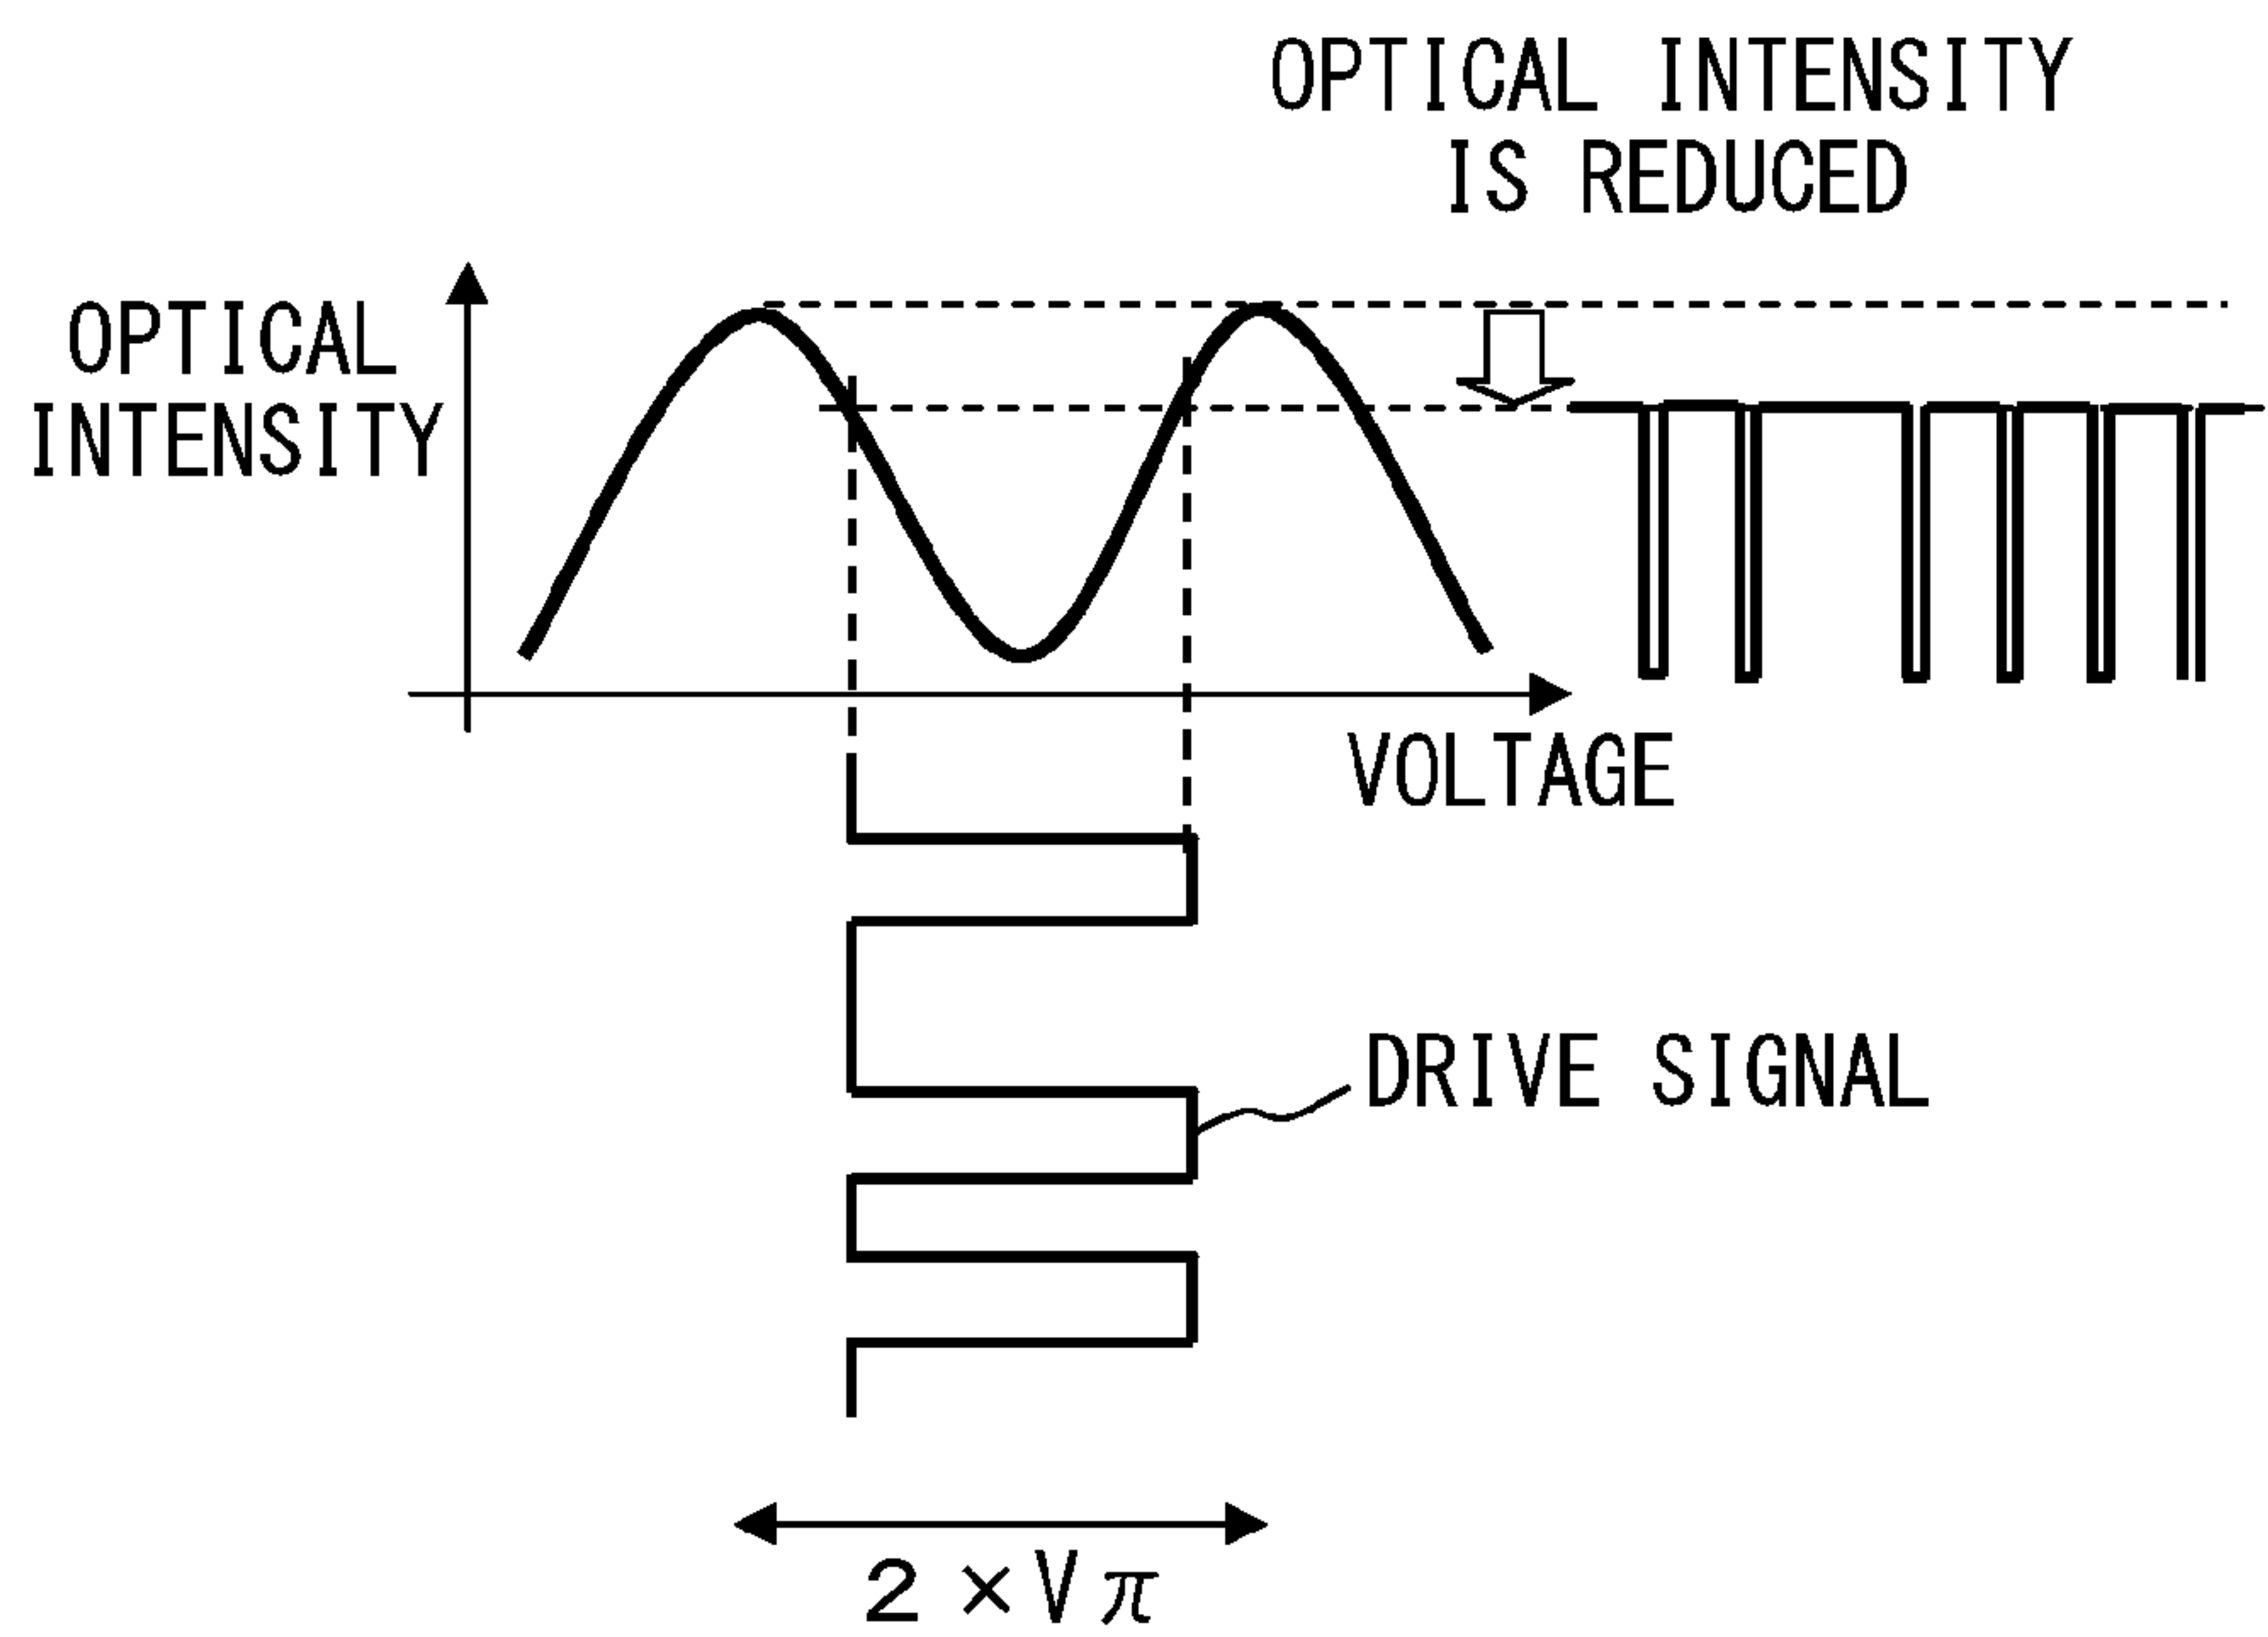 OPTICAL INTENSITY
IS REDUCED
OPTICAL
INTENSITY
VOLTAGE
DRIVE SIGNAL
2×Vπ